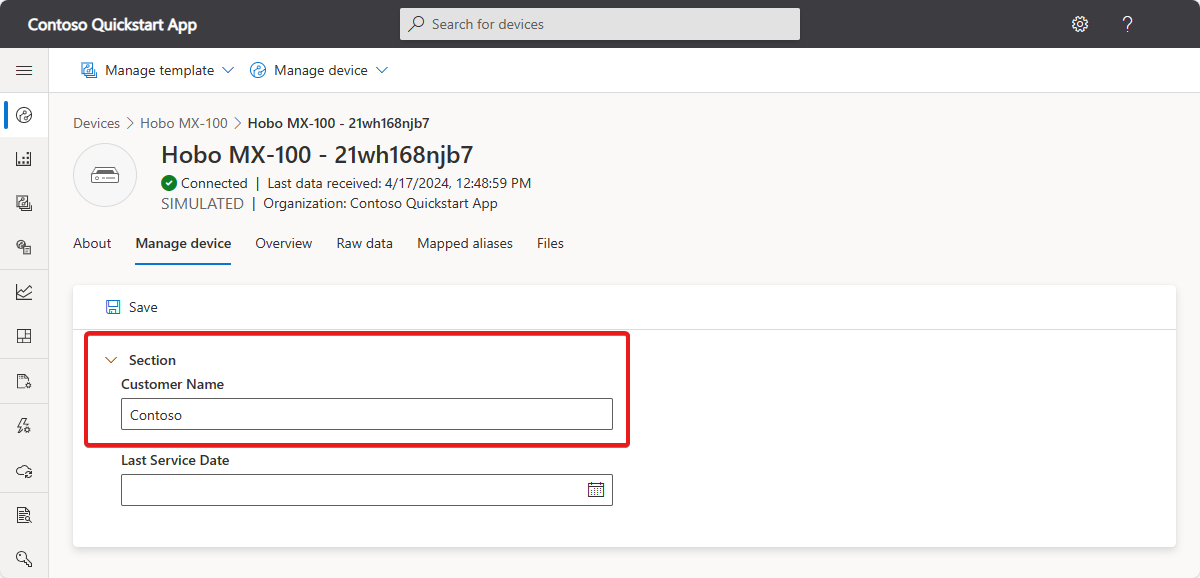 Contoso Quickstart App
Search for devices
?
Manage template
Manage device
Devices > Hobo MX-100 > Hobo MX-100 - 21wh168njb7
Hobo MX-100 - 21wh168njb7
Connected | Last data received: 4/17/2024, 12:48:59 PM
SIMULATED | Organization: Contoso Quickstart App
About Manage device Overview Raw data Mapped aliases Files
Save
Section
Customer Name
Contoso
Last Service Date